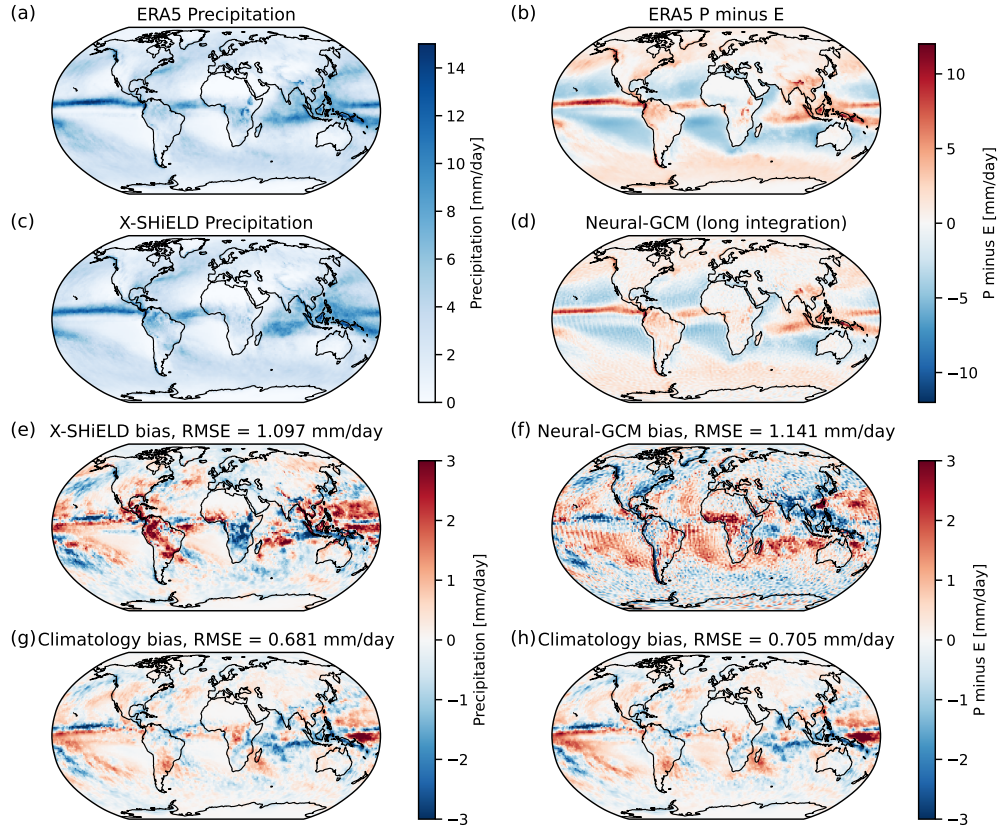 (a) ERA5 Precipitation
(b) ERA5 P minus E
(c) X-SHiELD Precipitation
(d) Neural-GCM (long integration)
14
12
10
8
6
4
2
0
Precipitation [mm/day]
10
5
0
−5
−10
P minus E [mm/day]
(e) X-SHiELD bias, RMSE = 1.097 mm/day
(f) Neural-GCM bias, RMSE = 1.141 mm/day
(g) Climatology bias, RMSE = 0.681 mm/day
(h) Climatology bias, RMSE = 0.705 mm/day
3
2
1
0
−1
−2
−3
Precipitation [mm/day]
3
2
1
0
−1
−2
−3
P minus E [mm/day]